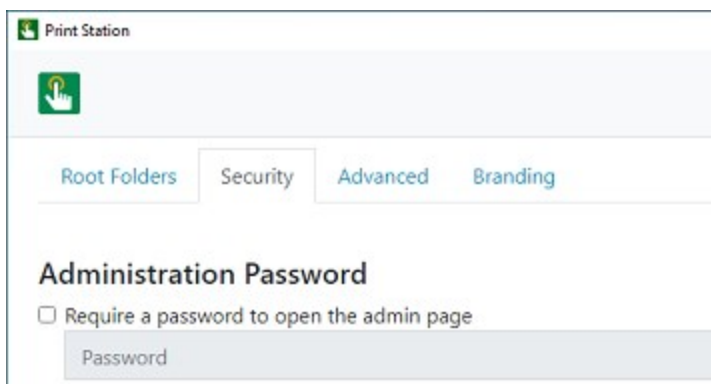 Print Station
Root Folders Security Advanced Branding
Administration Password
Require a password to open the admin page
Password